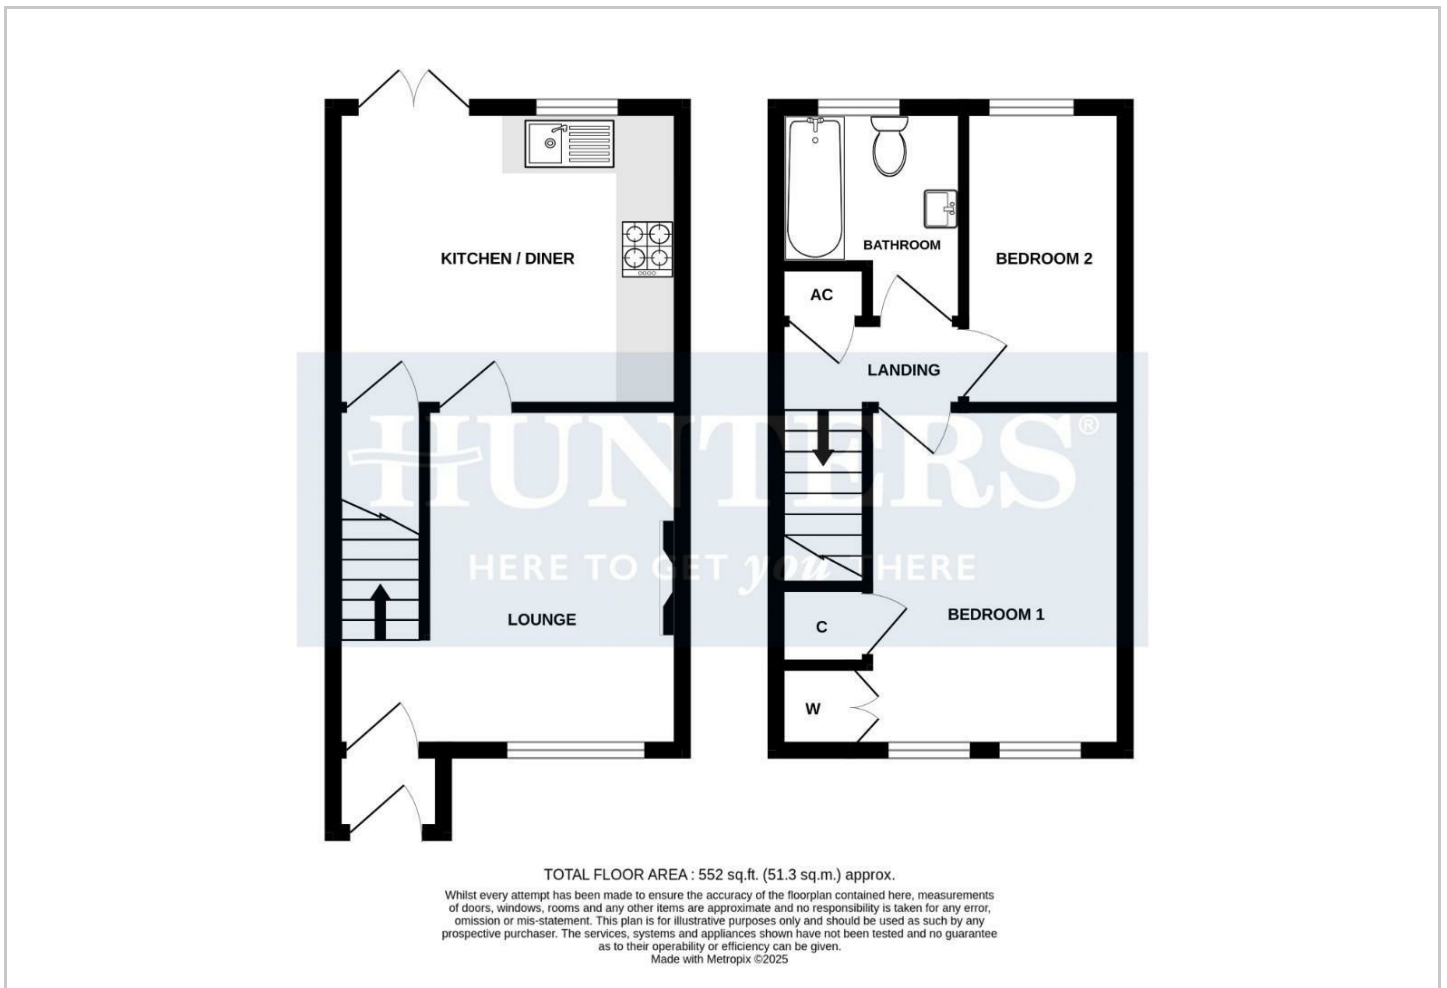 KITCHEN / DINER
LOUNGE
BATHROOM
BEDROOM 2
AC
LANDING
BEDROOM 1
C
W
HUNTERS®
HERE TO GET you THERE
TOTAL FLOOR AREA : 552 sq.ft. (51.3 sq.m.) approx.
Whilst every attempt has been made to ensure the accuracy of the floorplan contained here, measurements
of doors, windows, rooms and any other items are approximate and no responsibility is taken for any error,
omission or mis-statement. This plan is for illustrative purposes only and should be used as such by any
prospective purchaser. The services, systems and appliances shown have not been tested and no guarantee
as to their operability or efficiency can be given.
Made with Metropix ©2025